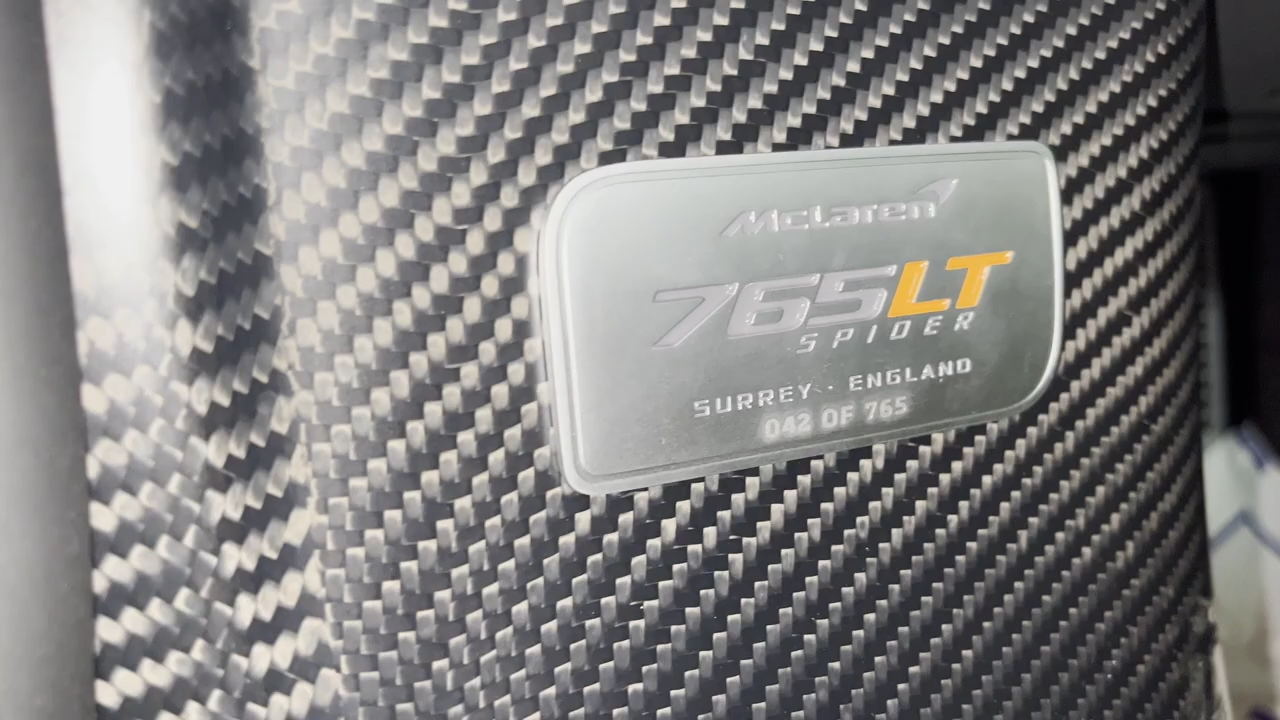 McLaren
765LT
SPIDER
SURREY · ENGLAND
042 OF 765